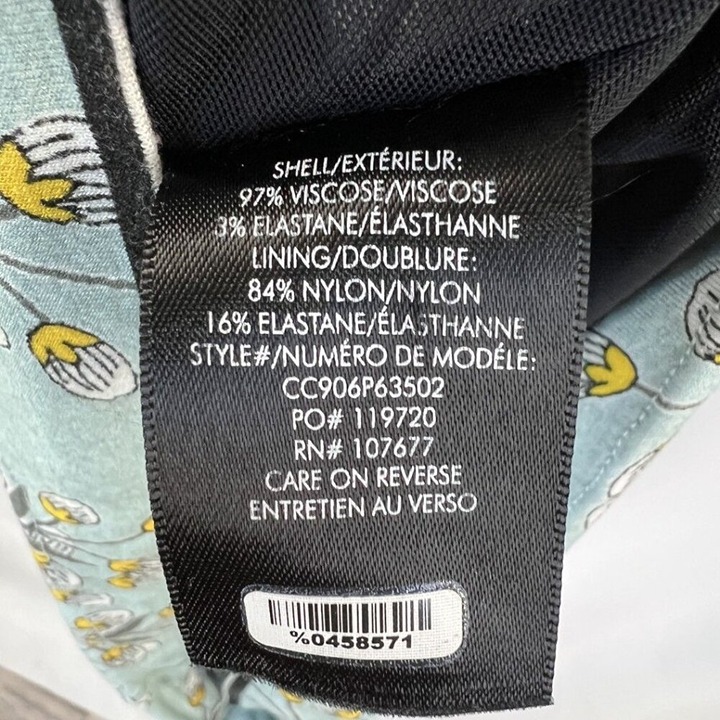 SHELL/EXTÉRIEUR:
97% VISCOSE/VISCOSE
3% ELASTANE/ÉLASTHANNE
LINING/DOUBLURE:
84% NYLON/NYLON
16% ELASTANE/ÉLASTHANNE
STYLE#/NUMÉRO DE MODÉLE:
CC906P63502
PO# 119720
RN# 107677
CARE ON REVERSE
ENTRETIEN AU VERSO
%0458571